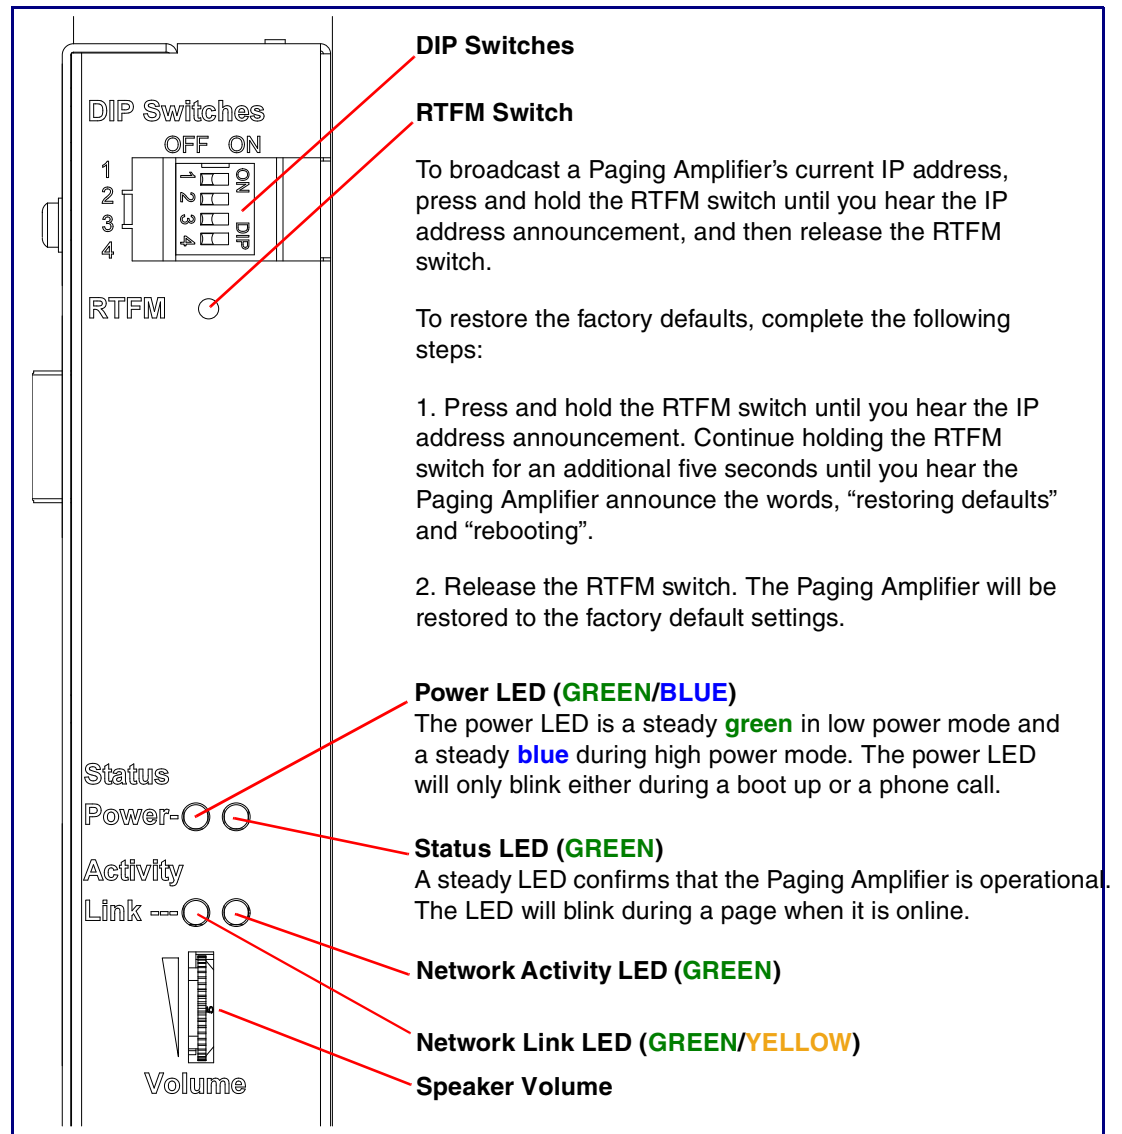 DIP Switches
RTFM Switch
To broadcast a Paging Amplifier's current IP address,
press and hold the RTFM switch until you hear the IP
address announcement, and then release the RTFM
switch.
To restore the factory defaults, complete the following
steps:
1. Press and hold the RTFM switch until you hear the IP
address announcement. Continue holding the RTFM
switch for an additional five seconds until you hear the
Paging Amplifier announce the words, “restoring defaults”
and “rebooting”.
2. Release the RTFM switch. The Paging Amplifier will be
restored to the factory default settings.
Power LED (GREEN/BLUE)
The power LED is a steady green in low power mode and
a steady blue during high power mode. The power LED
will only blink either during a boot up or a phone call.
Status LED (GREEN)
A steady LED confirms that the Paging Amplifier is operational.
The LED will blink during a page when it is online.
Network Activity LED (GREEN)
Network Link LED (GREEN/YELLOW)
Speaker Volume
DIP Switches
OFF ON
1
2
3
4
1 2 3 4
ON DIP
RTFM
Status
Power-
Activity
Link ---
Volume